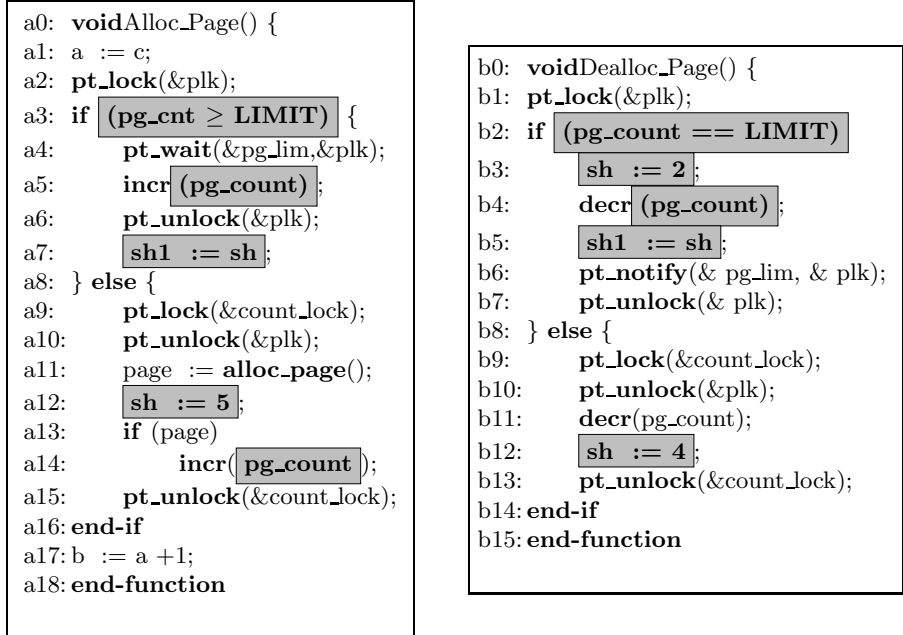 a0: voidAlloc_Page() {
a1: a := c;
a2: pt_lock(&plk);
a3: if (pg_cnt ≥ LIMIT) {
a4: pt_wait(&pg_lim,&plk);
a5: incr (pg_count);
a6: pt_unlock(&plk);
a7: sh1 := sh;
a8: } else {
a9: pt_lock(&count_lock);
a10: pt_unlock(&plk);
a11: page := alloc_page();
a12: sh := 5;
a13: if (page)
a14: incr( pg_count );
a15: pt_unlock(&count_lock);
a16: end-if
a17: b := a +1;
a18: end-function
b0: voidDealloc_Page() {
b1: pt_lock(&plk);
b2: if (pg_count == LIMIT)
b3: sh := 2;
b4: decr (pg_count);
b5: sh1 := sh;
b6: pt_notify(& pg_lim, & plk);
b7: pt_unlock(& plk);
b8: } else {
b9: pt_lock(&count_lock);
b10: pt_unlock(&plk);
b11: decr(pg_count);
b12: sh := 4;
b13: pt_unlock(&count_lock);
b14: end-if
b15: end-function